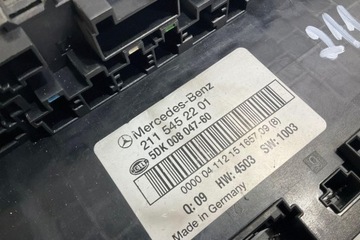 211
Mercedes-Benz
211 545 22 01
5DK 008 047-60
0000 04 112 15 1657 09 (8)
Q: 09 HW: 4503 SW: 1003
Made in Germany